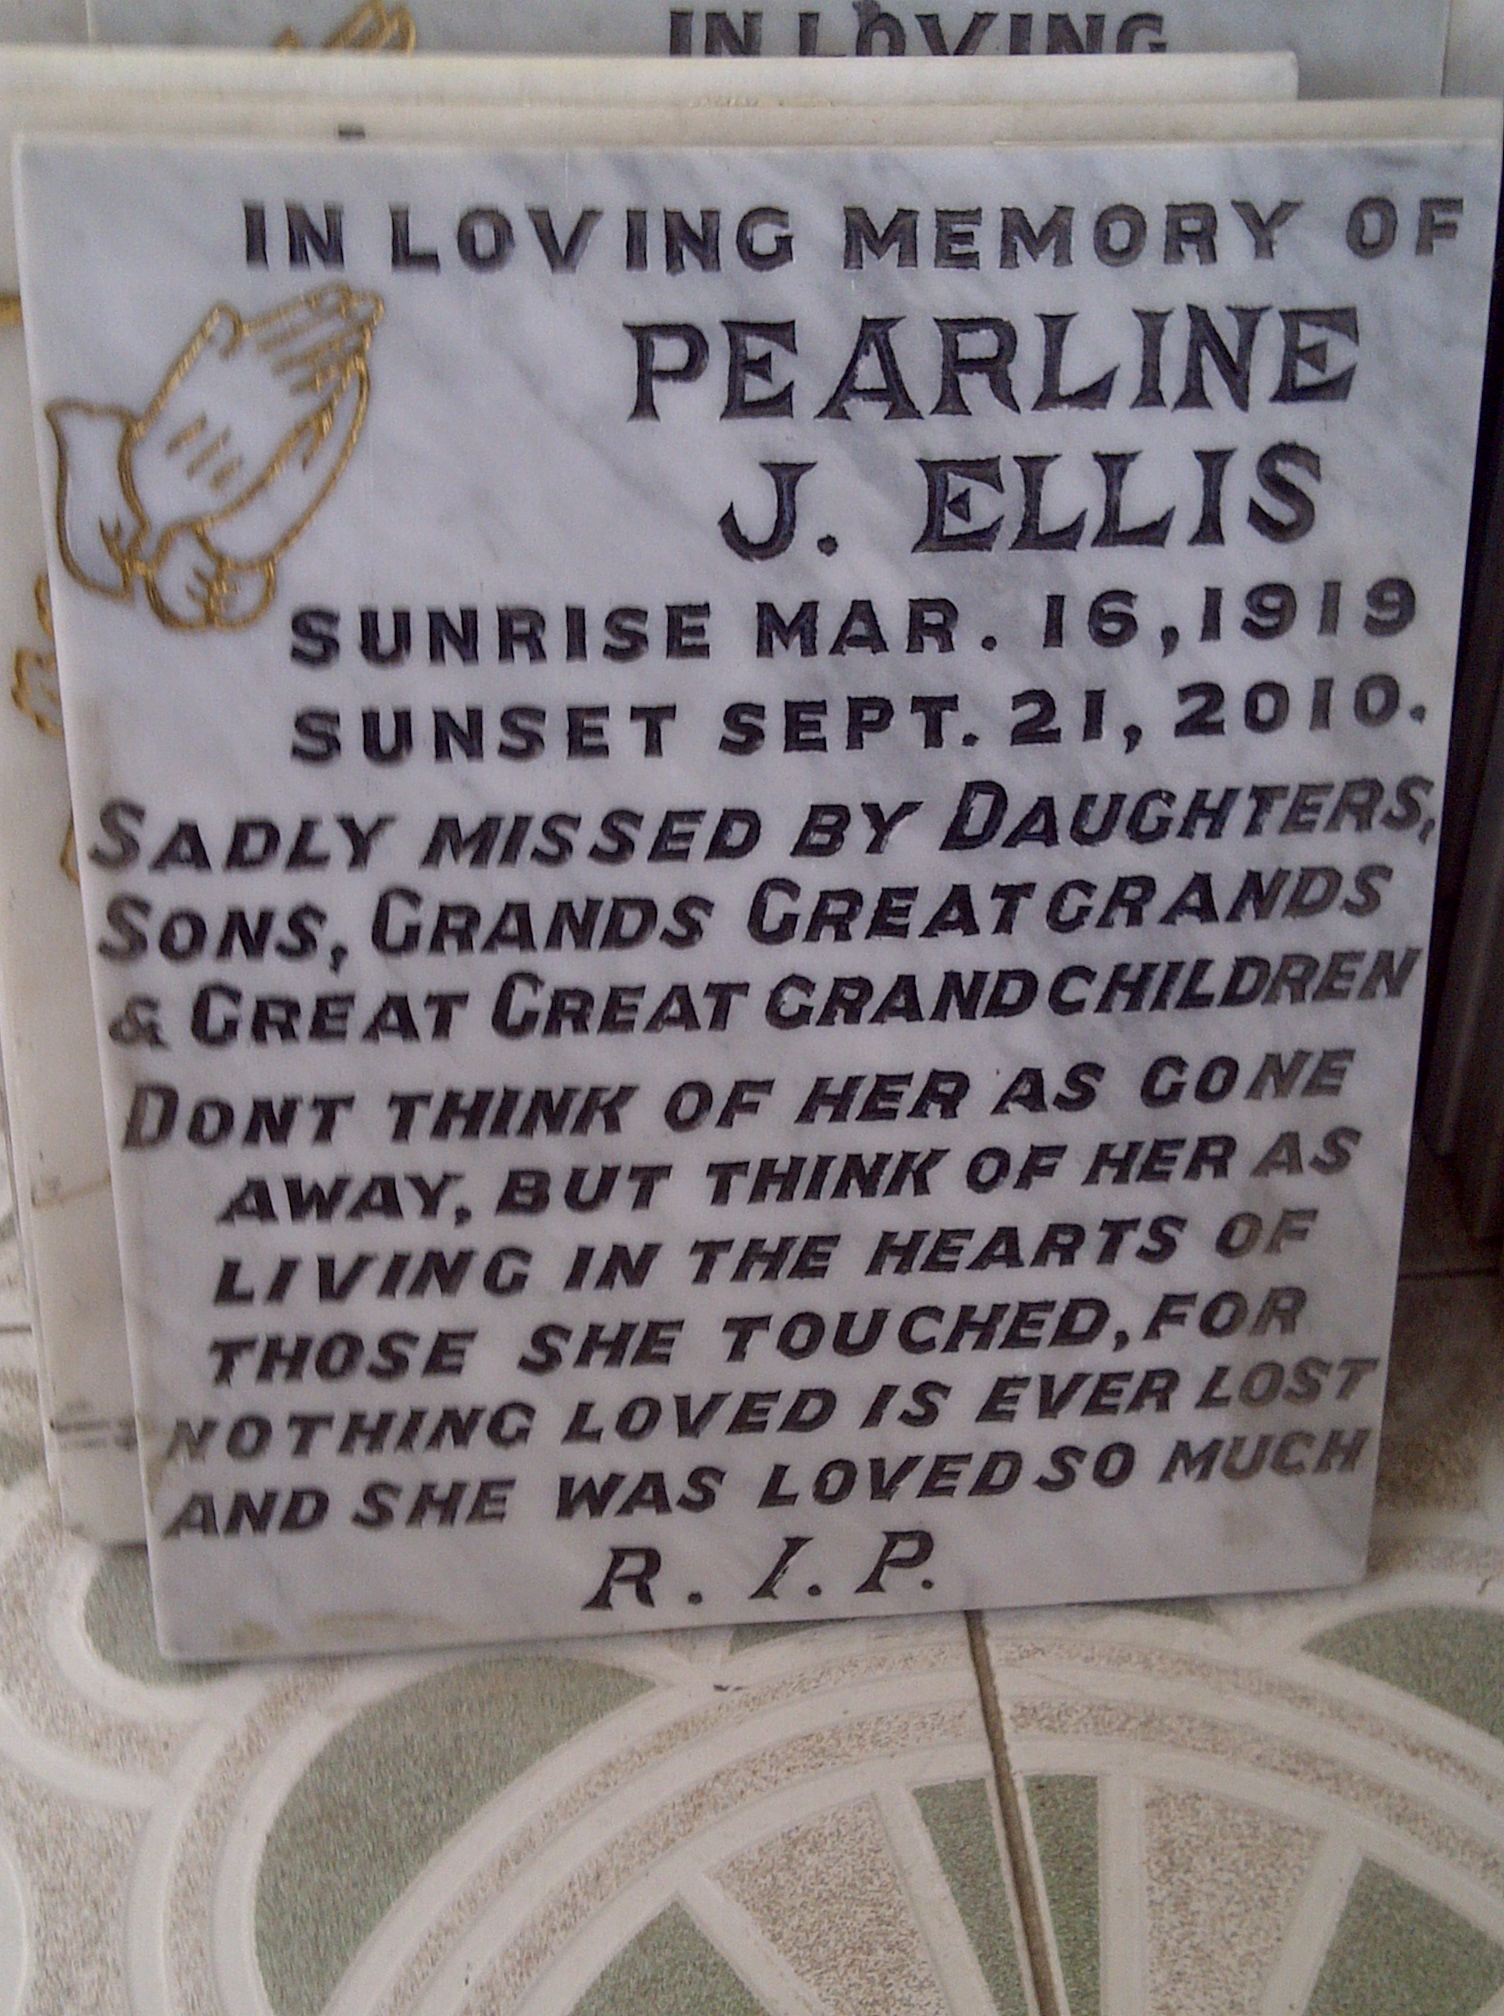 IN LOVING
IN LOVING MEMORY OF
PEARLINE
J. ELLIS
SUNRISE MAR. 16, 1919
SUNSET SEPT. 21, 2010.
SADLY MISSED BY DAUGHTERS,
SONS, GRANDS GREATGRANDS
& GREAT GREAT GRANDCHILDREN
DONT THINK OF HER AS GONE
AWAY, BUT THINK OF HER AS
LIVING IN THE HEARTS OF
THOSE SHE TOUCHED, FOR
NOTHING LOVED IS EVER LOST
AND SHE WAS LOVED SO MUCH
R. I. P.